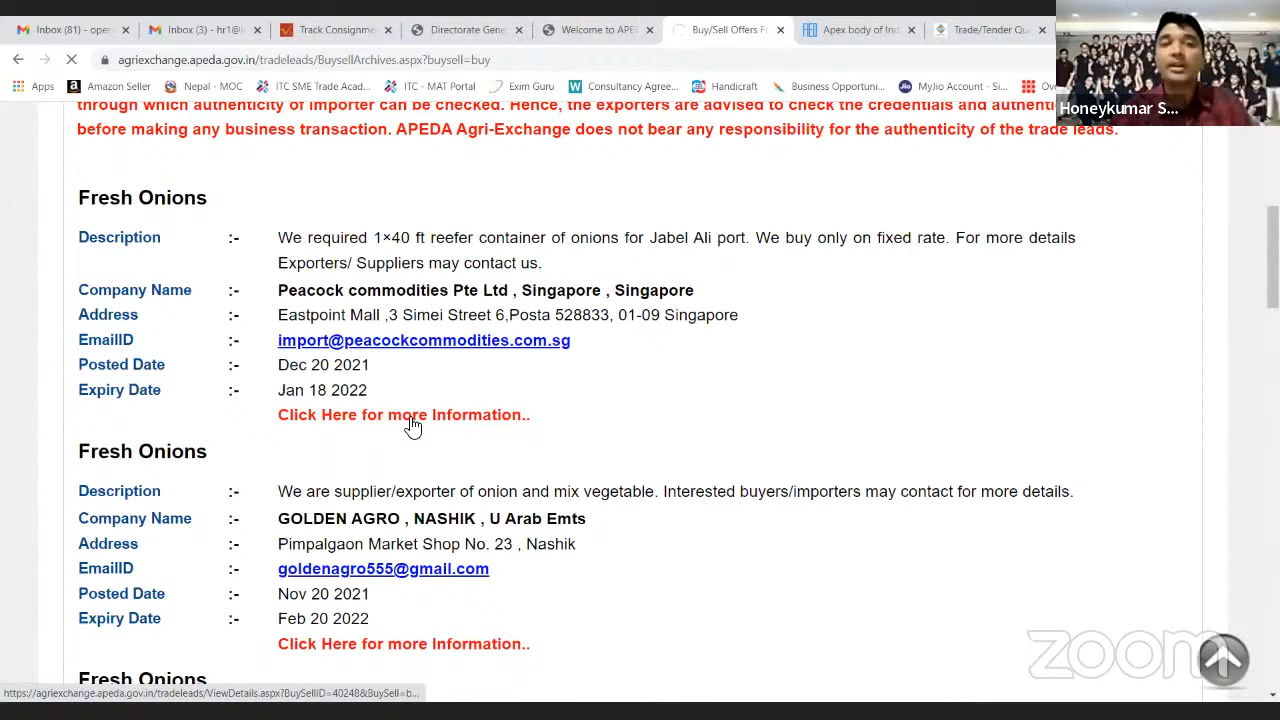 Inbox (81) - oper
Inbox (3) - hr1@k
Track Consignm
Directorate Gene
Welcome to APE
Buy/Sell Offers Fr
Apex body of Ind
Trade/Tender Qu
agriexchange.apeda.gov.in/tradeleads/BuysellArchives.aspx?buysell=buy
Apps
Amazon Seller
Nepal - MOC
ITC SME Trade Acad...
ITC - MAT Portal
Exim Guru
Consultancy Agree...
Handicraft
Business Opportuni...
MyJio Account - Si...
Over
Honeykumar S...
through which authenticity of importer can be checked. Hence, the exporters are advised to check the credentials and
before making any business transaction. APEDA Agri-Exchange does not bear any responsibility for the authenticity of the trade leads.
Fresh Onions
Description :- We required 1×40 ft reefer container of onions for Jabel Ali port. We buy only on fixed rate. For more details
Exporters/ Suppliers may contact us.
Company Name :- Peacock commodities Pte Ltd , Singapore , Singapore
Address :- Eastpoint Mall ,3 Simei Street 6,Posta 528833, 01-09 Singapore
EmailID :- import@peacockcommodities.com.sg
Posted Date :- Dec 20 2021
Expiry Date :- Jan 18 2022
Click Here for more Information..
Fresh Onions
Description :- We are supplier/exporter of onion and mix vegetable. Interested buyers/importers may contact for more details.
Company Name :- GOLDEN AGRO , NASHIK , U Arab Emts
Address :- Pimpalgaon Market Shop No. 23 , Nashik
EmailID :- goldenagro555@gmail.com
Posted Date :- Nov 20 2021
Expiry Date :- Feb 20 2022
Click Here for more Information..
Fresh Onions
zoom
https://agriexchange.apeda.gov.in/tradeleads/ViewDetails.aspx?BuySellID=40248&BuySell=b...